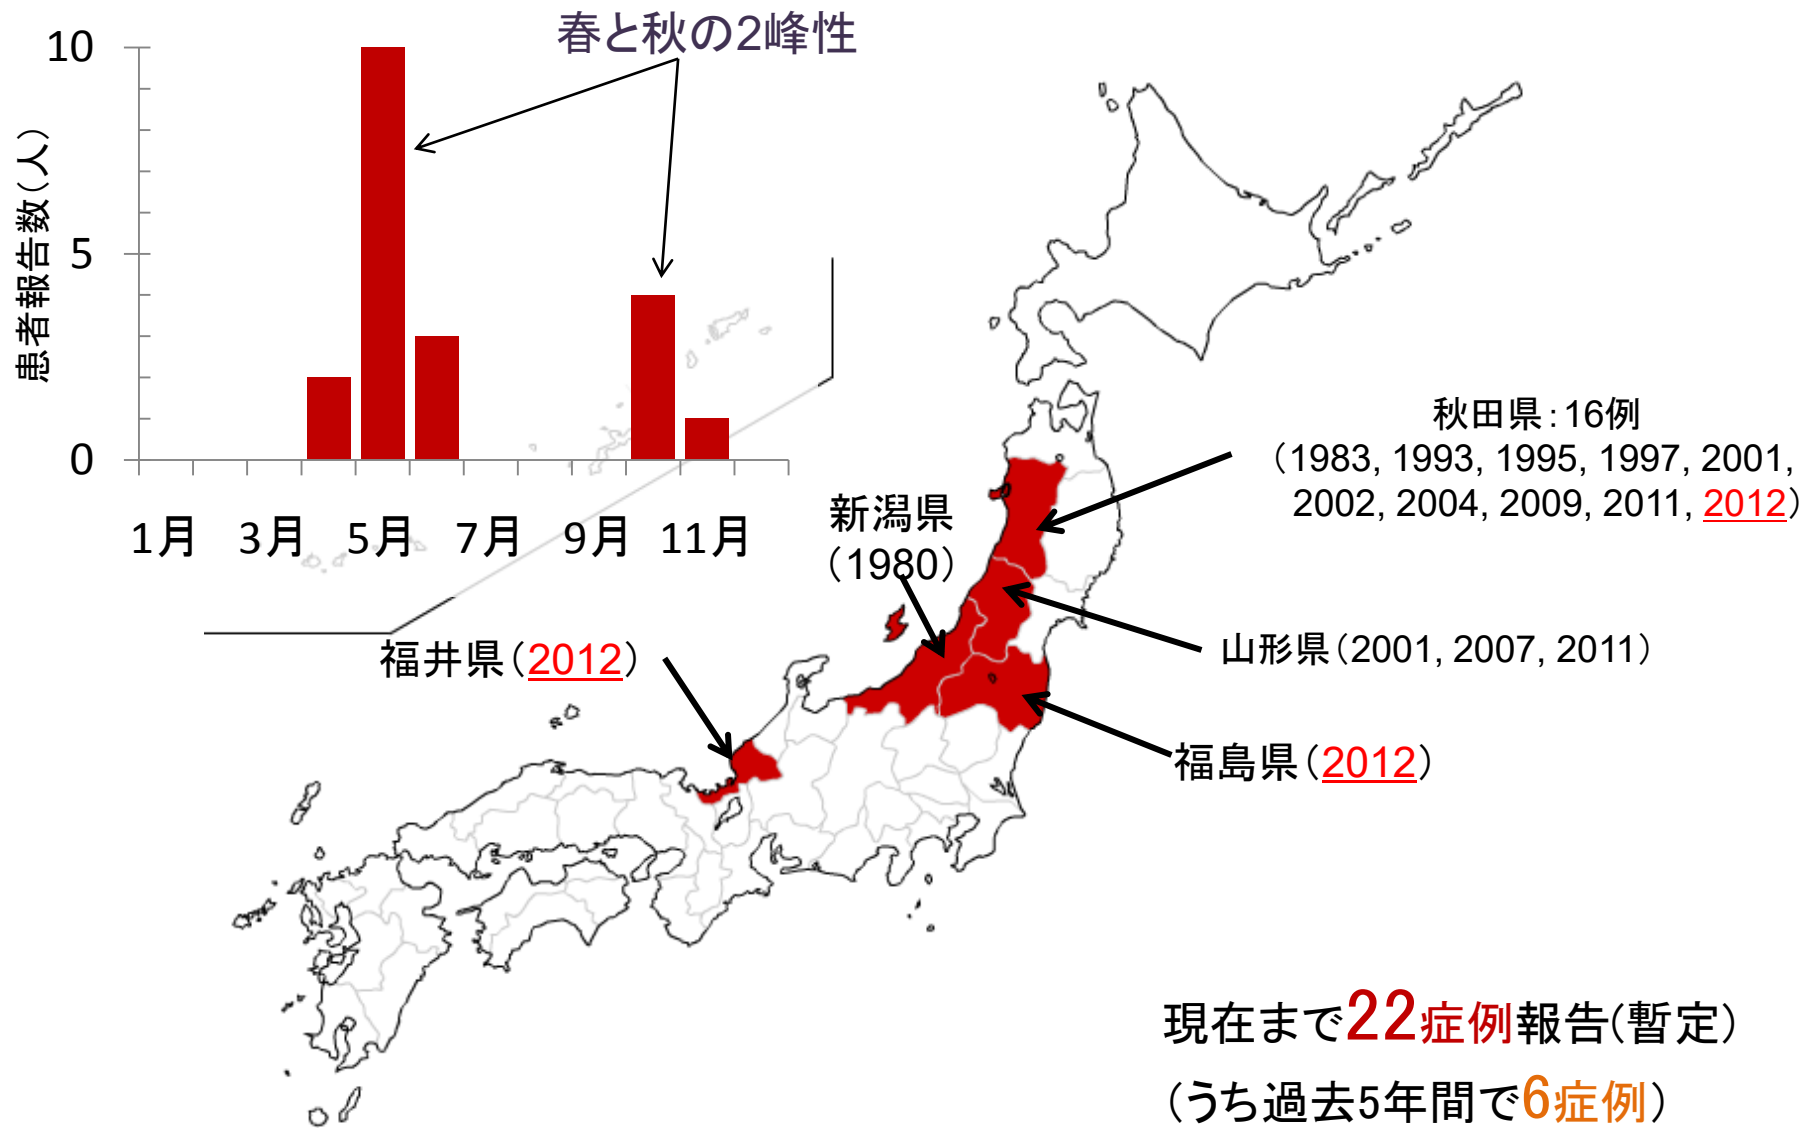 春と秋の2峰性
患者報告数(人)
10
5
0
1月 3月 5月 7月 9月 11月
秋田県:16例
(1983, 1993, 1995, 1997, 2001,
2002, 2004, 2009, 2011, 2012)
新潟県
(1980)
山形県(2001, 2007, 2011)
福井県(2012)
福島県(2012)
現在まで22症例報告(暫定)
(うち過去5年間で6症例)